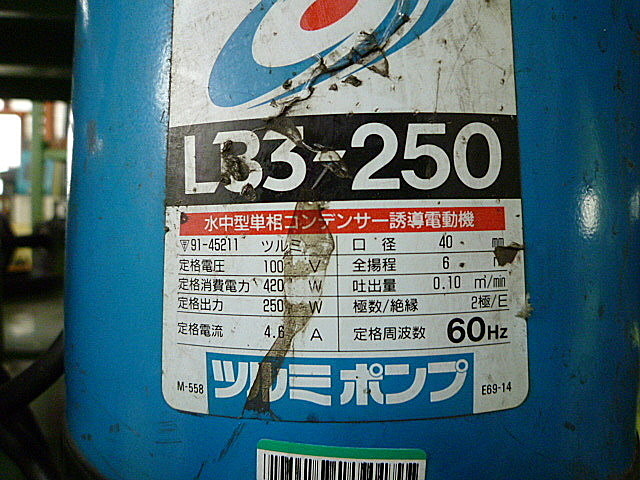 LB3-250
水中型単相コンデンサー誘導電動機
▽91-45211 ツルミ 口径 40 mm
定格電圧 100 V 全揚程 6
定格消費電力 420 W 吐出量 0.10 m³/min
定格出力 250 W 極数/絶縁 2極/E
定格電流 4.6 A 定格周波数 60Hz
M-558 ツルミポンプ E69-14